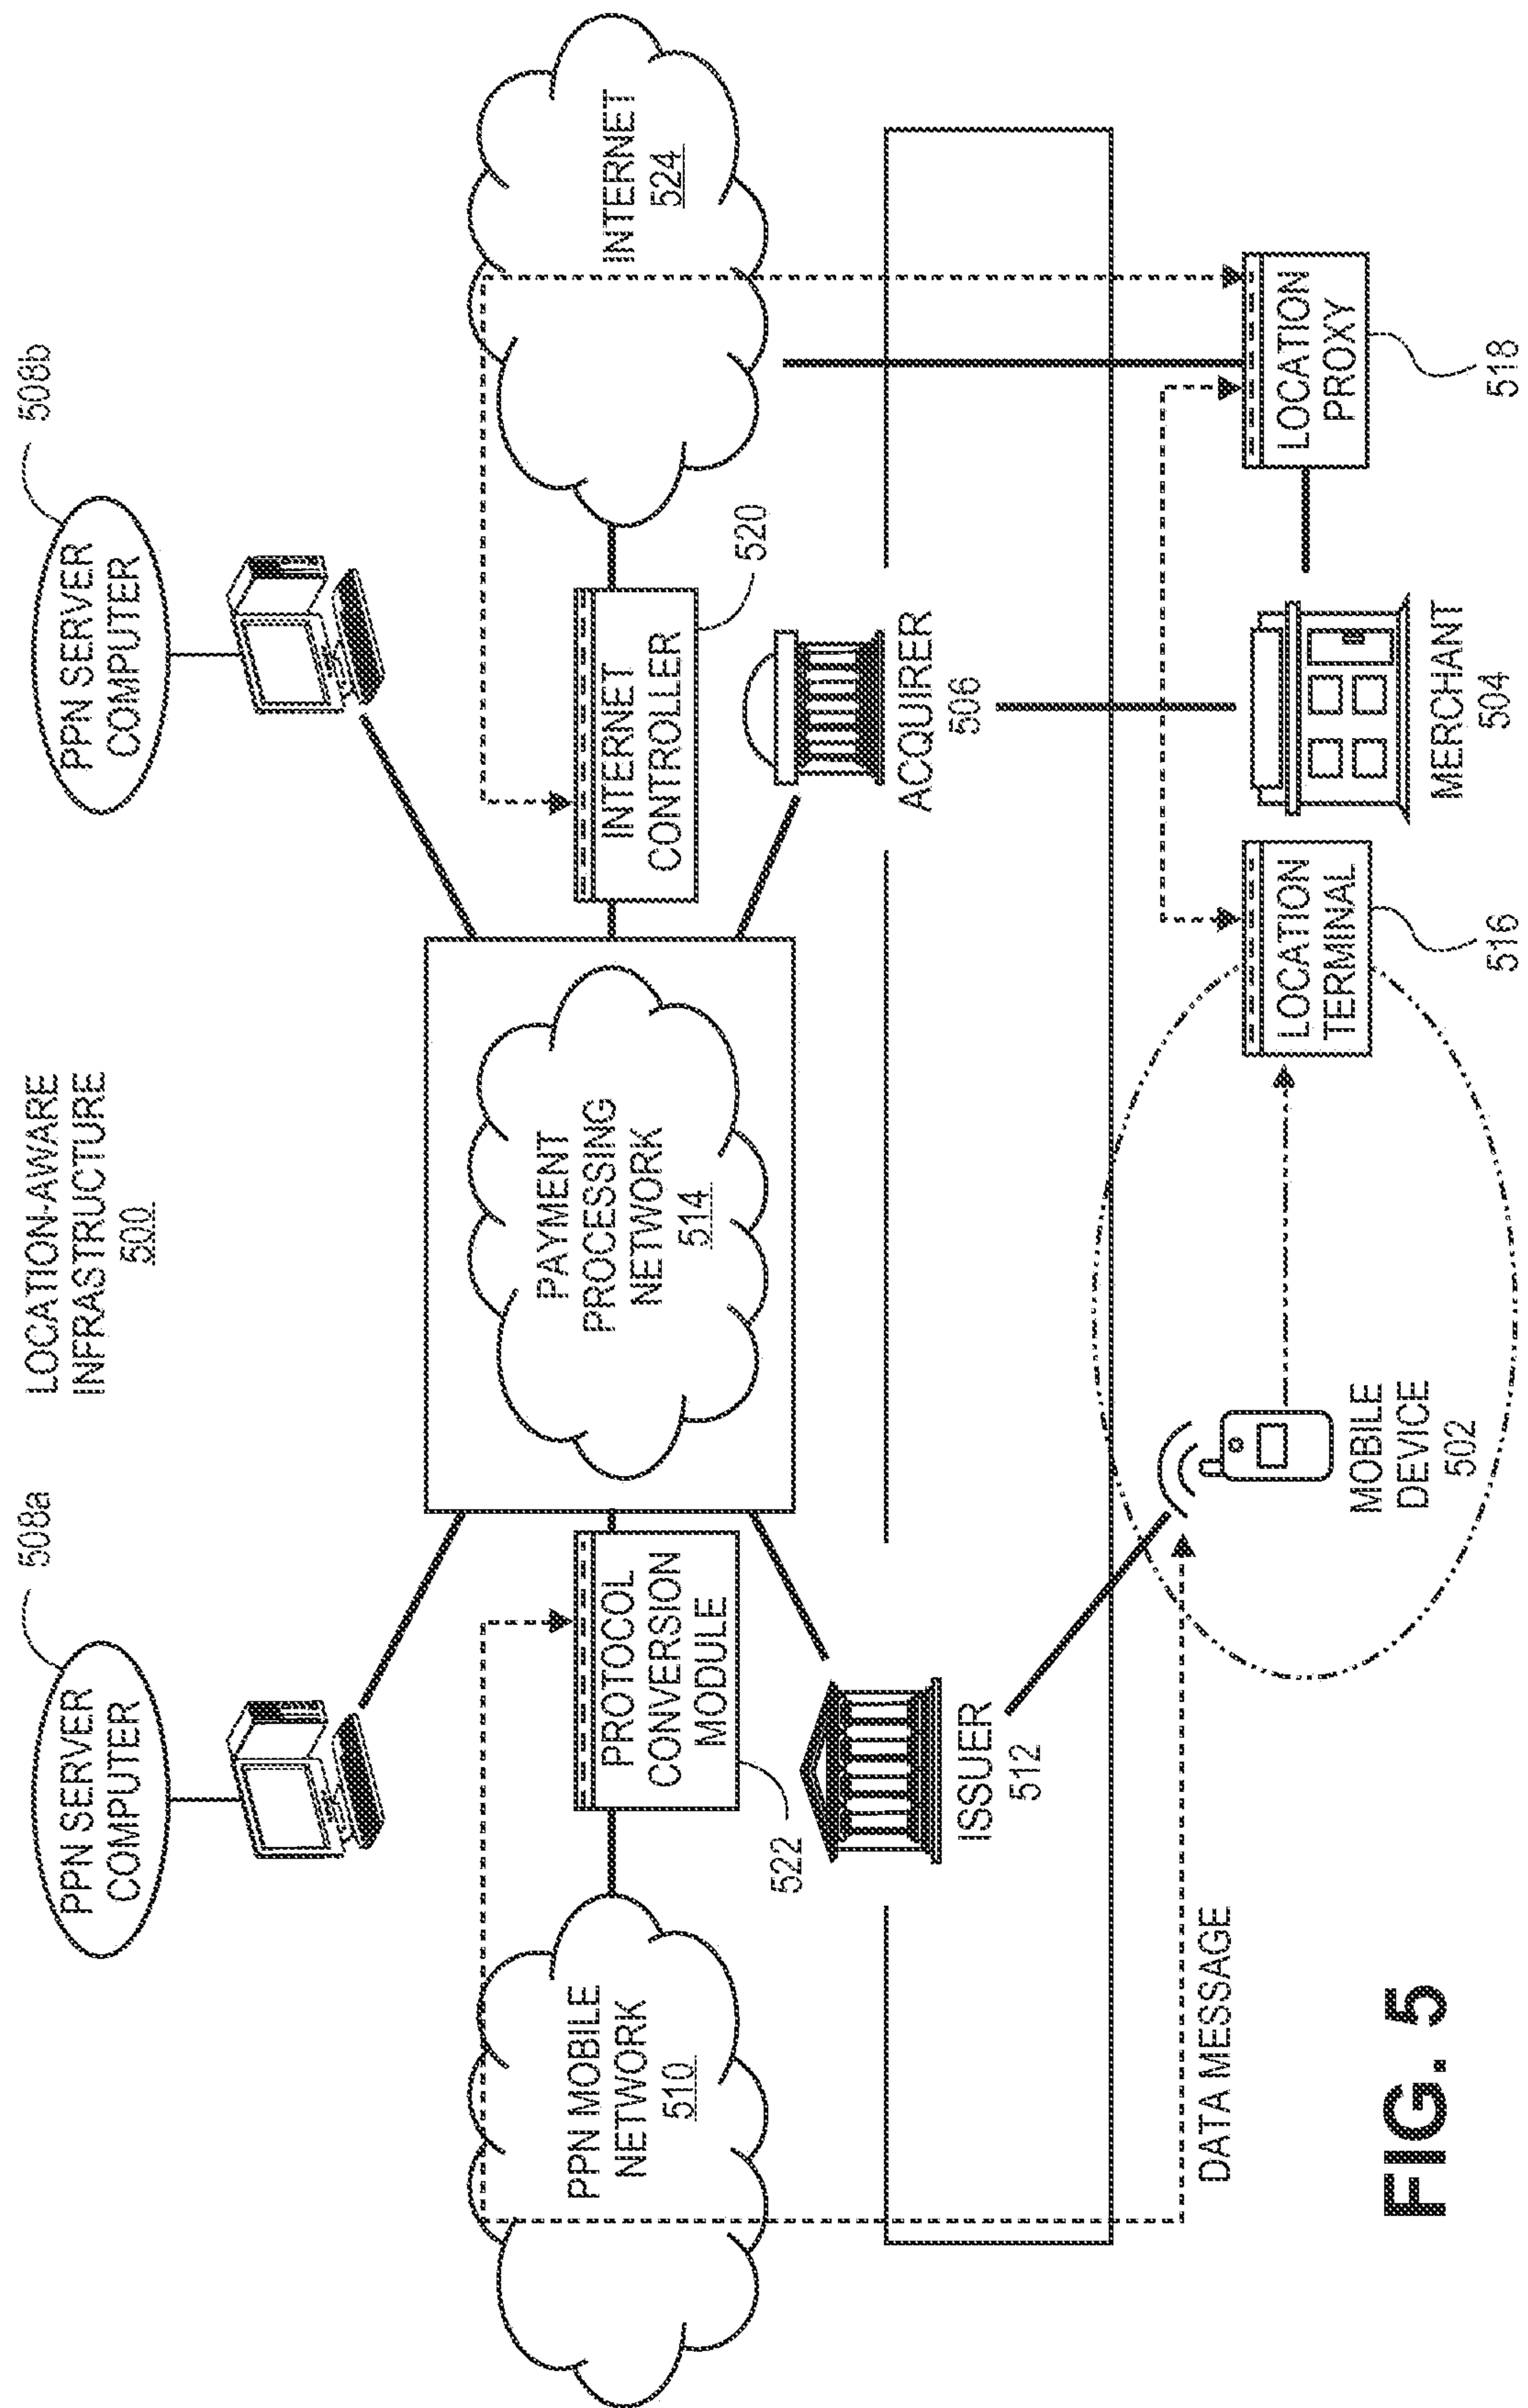 LOCATION-AWARE
INFRASTRUCTURE
500
508a
PPN SERVER
COMPUTER
508b
PPN SERVER
COMPUTER
PPN MOBILE
NETWORK
510
PROTOCOL
CONVERSION
MODULE
522
PAYMENT
PROCESSING
NETWORK
514
INTERNET
CONTROLLER
520
INTERNET
524
ISSUER
512
ACQUIRER
506
DATA MESSAGE
MOBILE
DEVICE
502
LOCATION
TERMINAL
516
MERCHANT
504
LOCATION
PROXY
518
FIG. 5